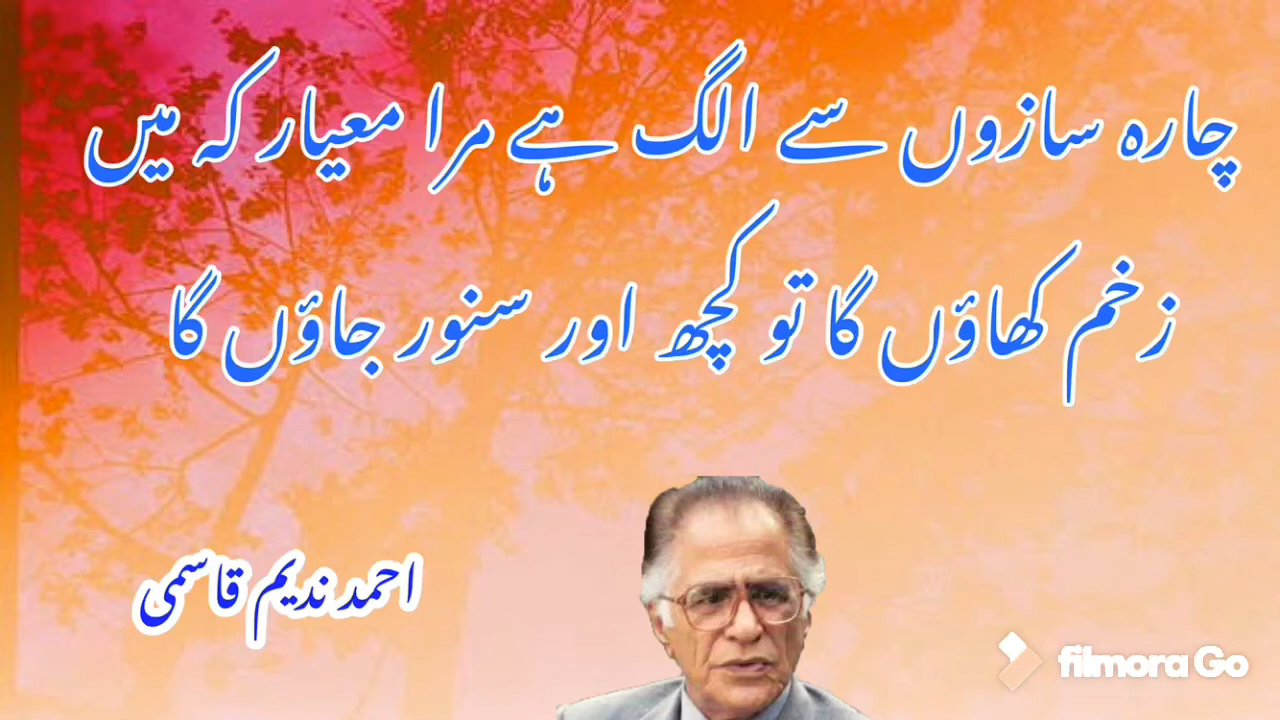 چارہ سازوں سے الگ ہے مرا معیار کہ میں
زخم کھاؤں گا تو کچھ اور سنور جاؤں گا
احمد ندیم قاسمی
filmora Go